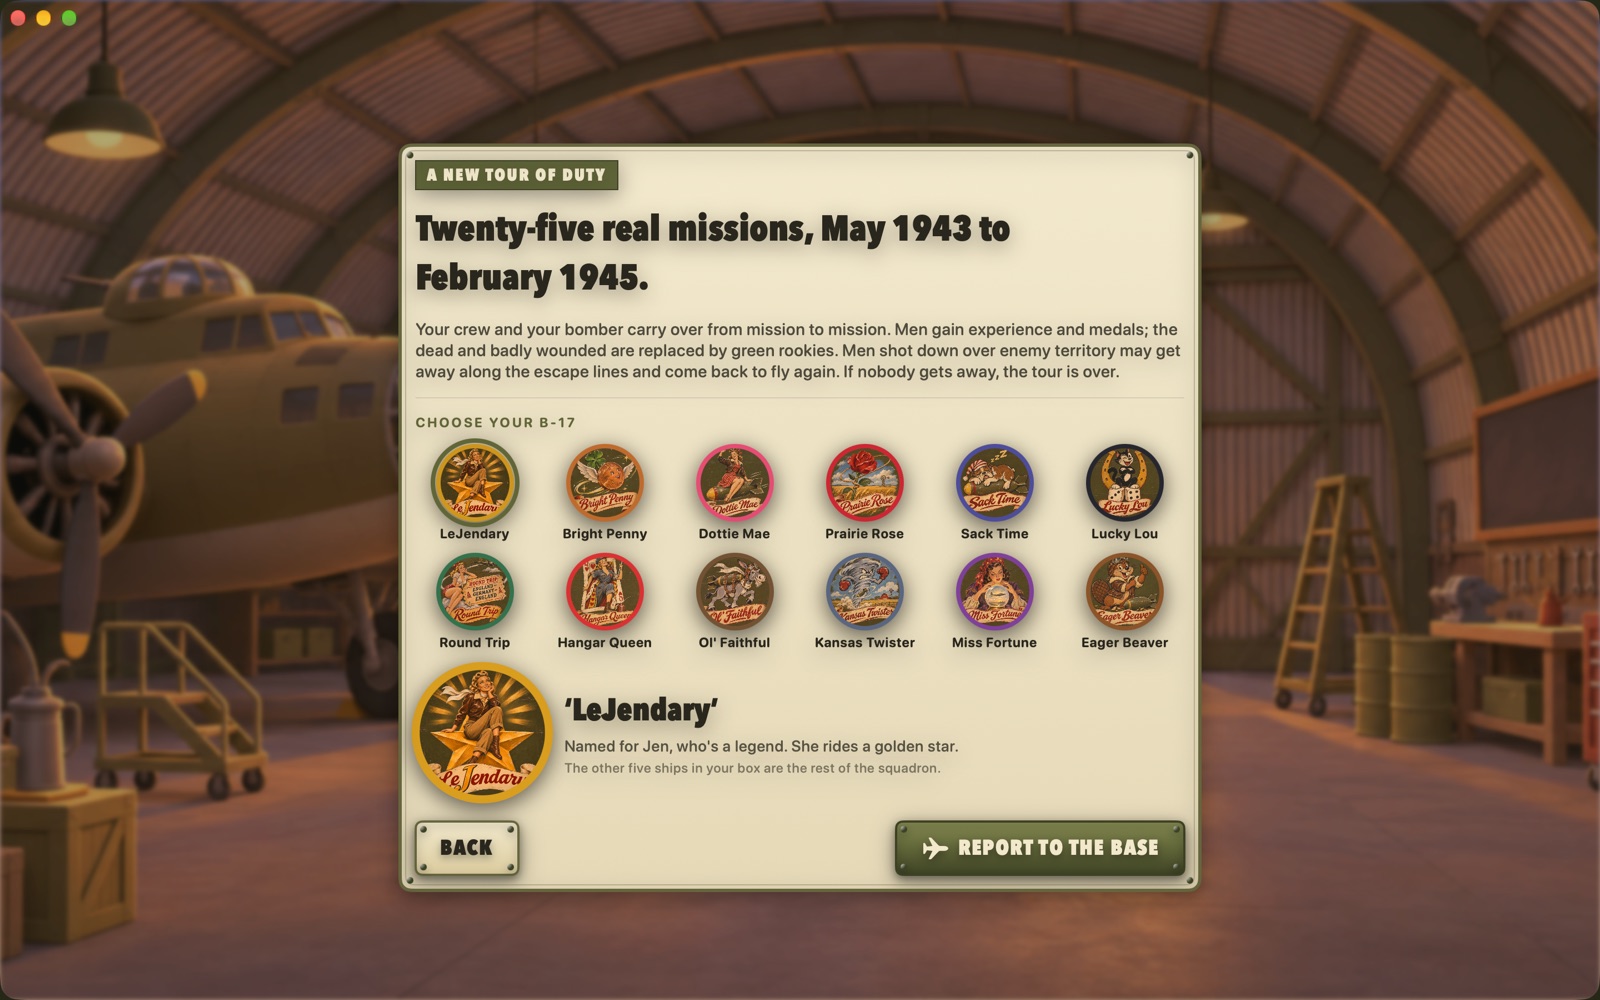 A NEW TOUR OF DUTY
Twenty-five real missions, May 1943 to
February 1945.
Your crew and your bomber carry over from mission to mission. Men gain experience and medals; the
dead and badly wounded are replaced by green rookies. Men shot down over enemy territory may get
away along the escape lines and come back to fly again. If nobody gets away, the tour is over.
CHOOSE YOUR B-17
LeJendary
Bright Penny
Dottie Mae
Prairie Rose
Sack Time
Lucky Lou
LeJendary
Bright Penny
Dottie Mae
Prairie Rose
Sack Time
Lucky Lou
Round Trip
ROUND TRIP
ENGLAND-
GERMANY-
ENGLAND
Hangar Queen
Ol' Faithful
Kansas Twister
Miss Fortune
Eager Beaver
Round Trip
Hangar Queen
Ol' Faithful
Kansas Twister
Miss Fortune
Eager Beaver
LeJendary
‘LeJendary’
Named for Jen, who's a legend. She rides a golden star.
The other five ships in your box are the rest of the squadron.
BACK
REPORT TO THE BASE